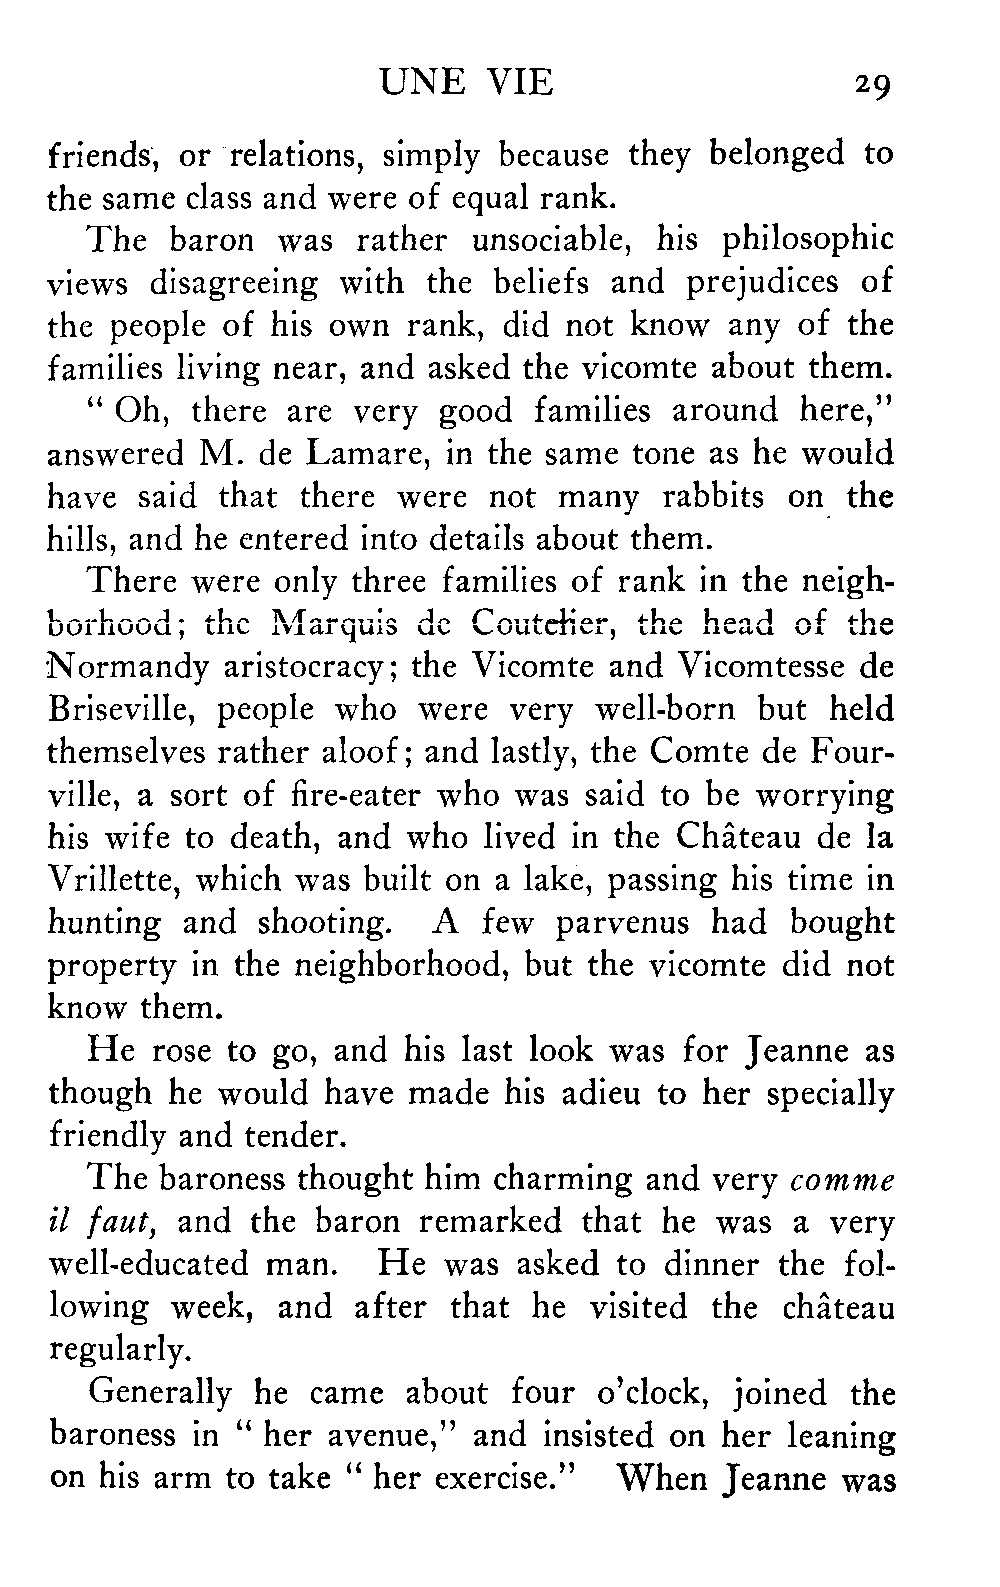 UNE VIE 29
friends, or relations, simply because they belonged to
the same class and were of equal rank.
The baron was rather unsociable, his philosophic
views disagreeing with the beliefs and prejudices of
the people of his own rank, did not know any of the
families living near, and asked the vicomte about them.
" Oh, there are very good families around here,"
answered M. de Lamare, in the same tone as he would
have said that there were not many rabbits on the
hills, and he entered into details about them.
There were only three families of rank in the neigh-
borhood; the Marquis de Coutelier, the head of the
Normandy aristocracy; the Vicomte and Vicomtesse de
Briseville, people who were very well-born but held
themselves rather aloof; and lastly, the Comte de Four-
ville, a sort of fire-eater who was said to be worrying
his wife to death, and who lived in the Château de la
Vrillette, which was built on a lake, passing his time in
hunting and shooting. A few parvenus had bought
property in the neighborhood, but the vicomte did not
know them.
He rose to go, and his last look was for Jeanne as
though he would have made his adieu to her specially
friendly and tender.
The baroness thought him charming and very comme
il faut, and the baron remarked that he was a very
well-educated man. He was asked to dinner the fol-
lowing week, and after that he visited the château
regularly.
Generally he came about four o'clock, joined the
baroness in " her avenue," and insisted on her leaning
on his arm to take " her exercise." When Jeanne was